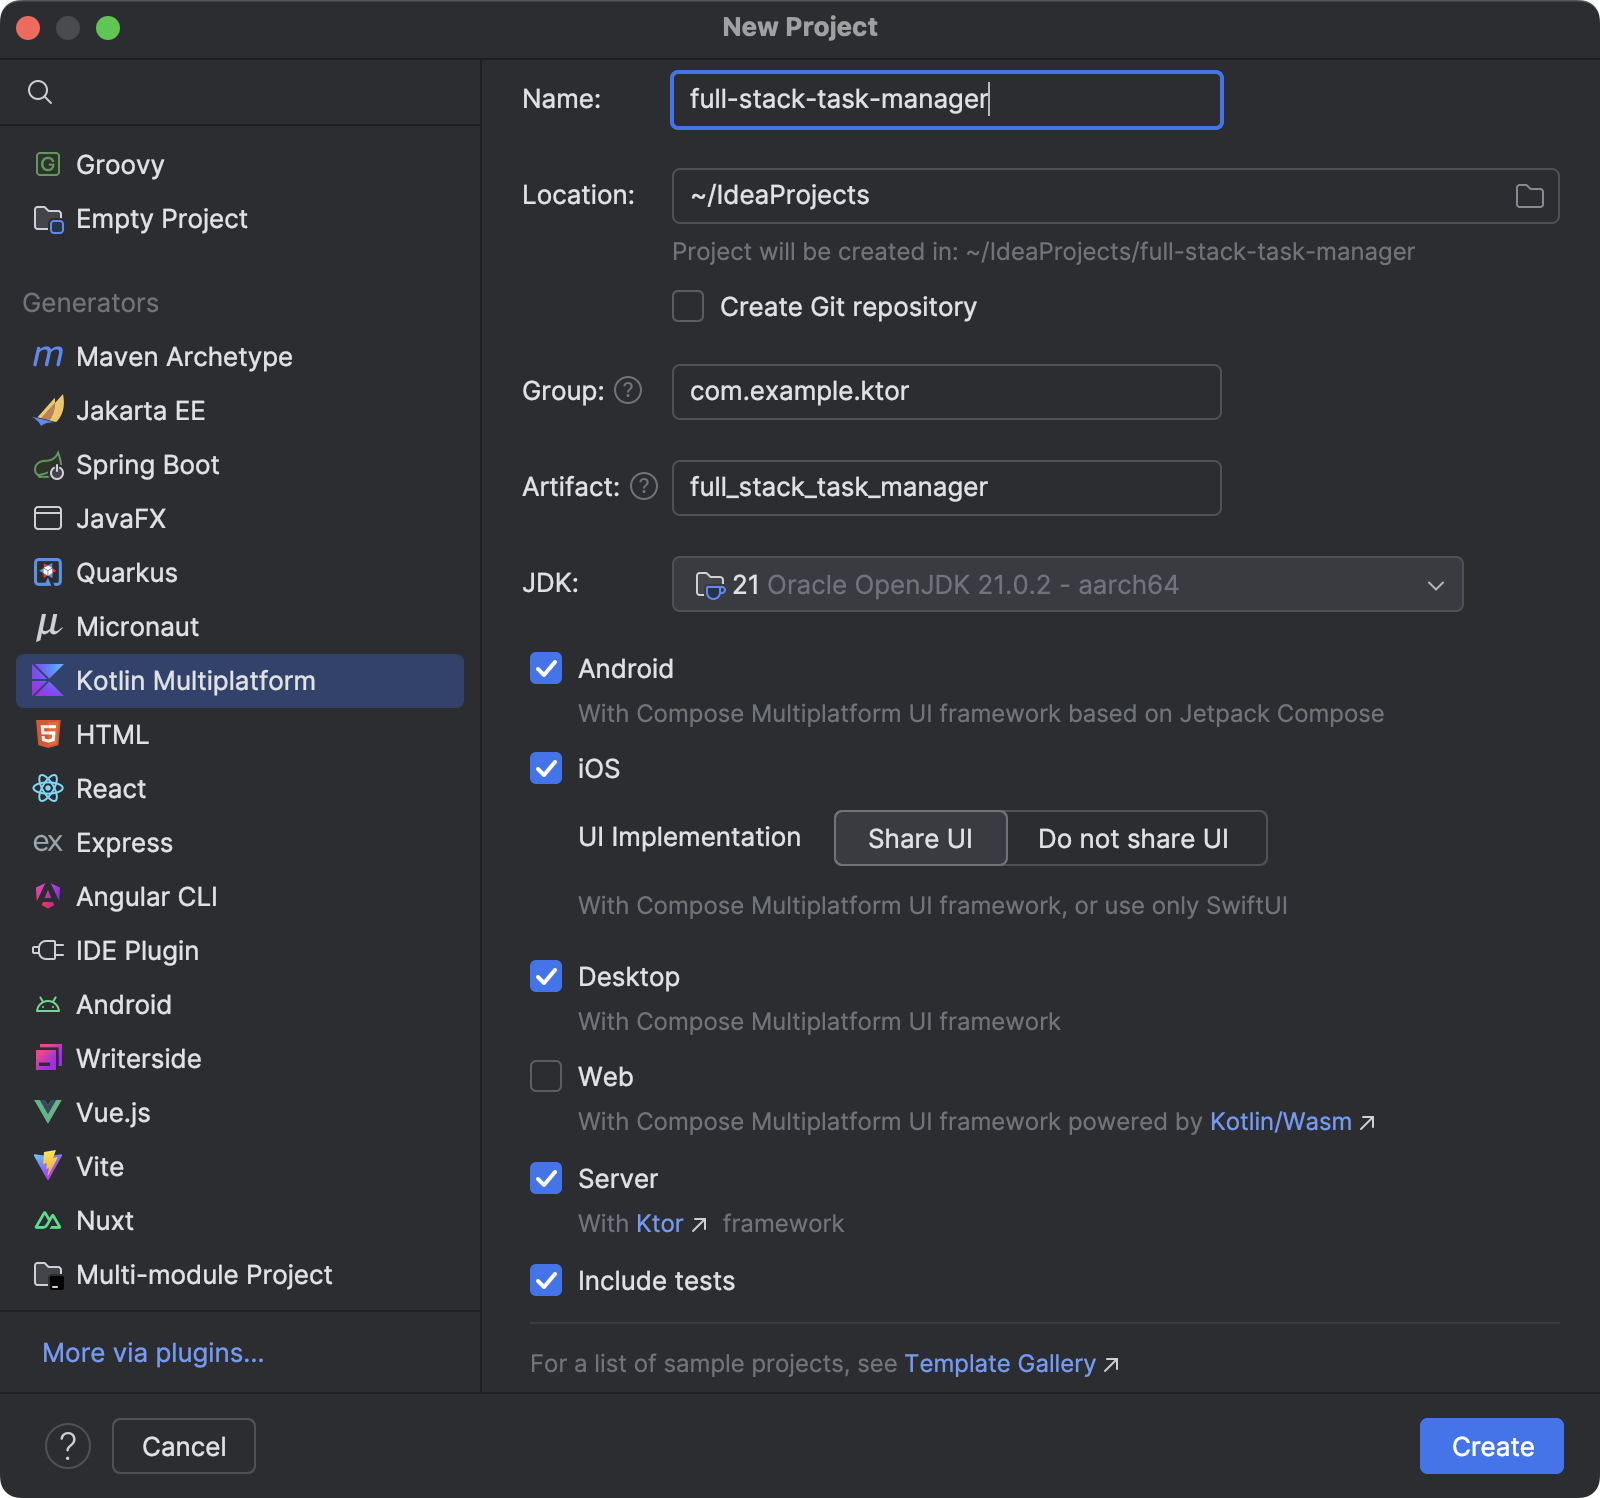 New Project
Groovy
Empty Project
Generators
Maven Archetype
Jakarta EE
Spring Boot
JavaFX
Quarkus
Micronaut
Kotlin Multiplatform
HTML
React
ex Express
Angular CLI
IDE Plugin
Android
Writerside
Vue.js
Vite
Nuxt
Multi-module Project
More via plugins...
Name: full-stack-task-manager
Location: ~/IdeaProjects
Project will be created in: ~/IdeaProjects/full-stack-task-manager
Create Git repository
Group: ? com.example.ktor
Artifact: ? full_stack_task_manager
JDK: 21 Oracle OpenJDK 21.0.2 - aarch64
Android
With Compose Multiplatform UI framework based on Jetpack Compose
iOS
UI Implementation Share UI Do not share UI
With Compose Multiplatform UI framework, or use only SwiftUI
Desktop
With Compose Multiplatform UI framework
Web
With Compose Multiplatform UI framework powered by Kotlin/Wasm ↗
Server
With Ktor ↗ framework
Include tests
For a list of sample projects, see Template Gallery ↗
? Cancel Create